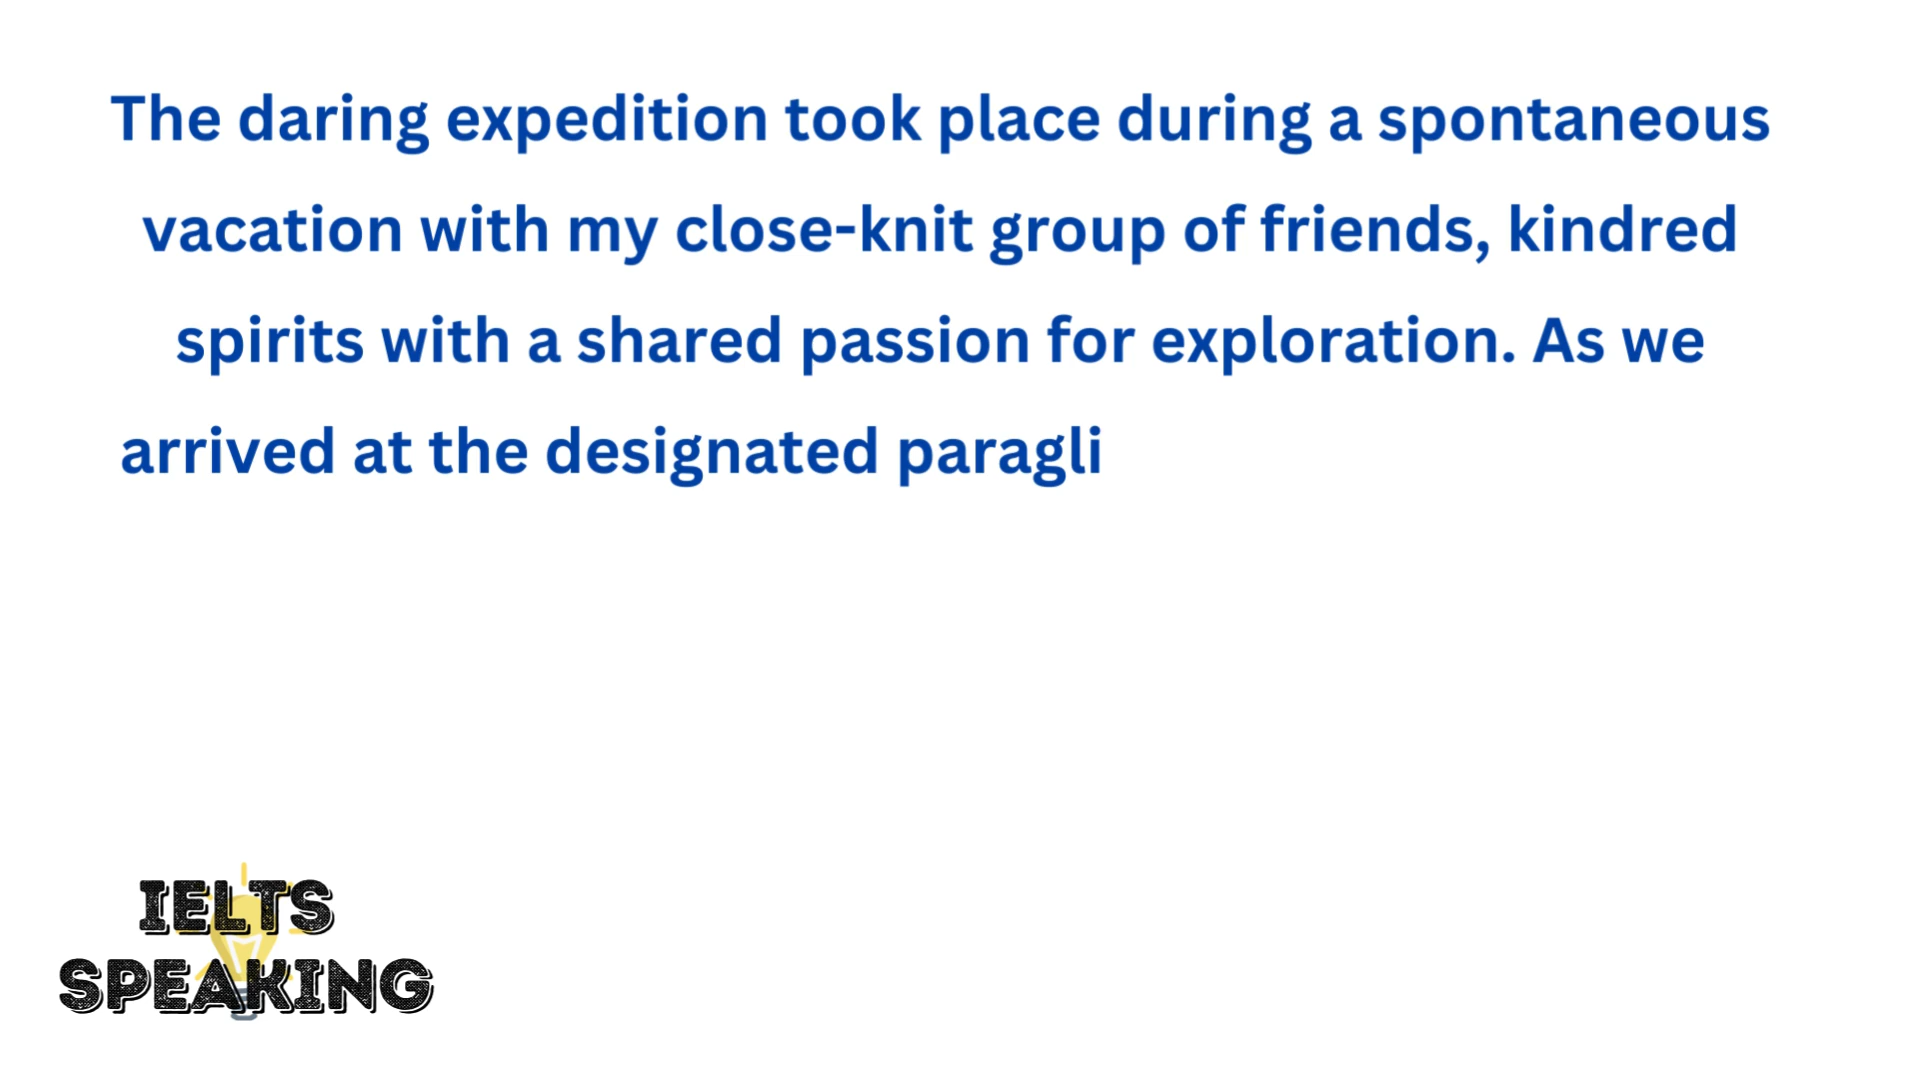 The daring expedition took place during a spontaneous
vacation with my close-knit group of friends, kindred
spirits with a shared passion for exploration. As we
arrived at the designated paragli
IELTS
SPEAKING